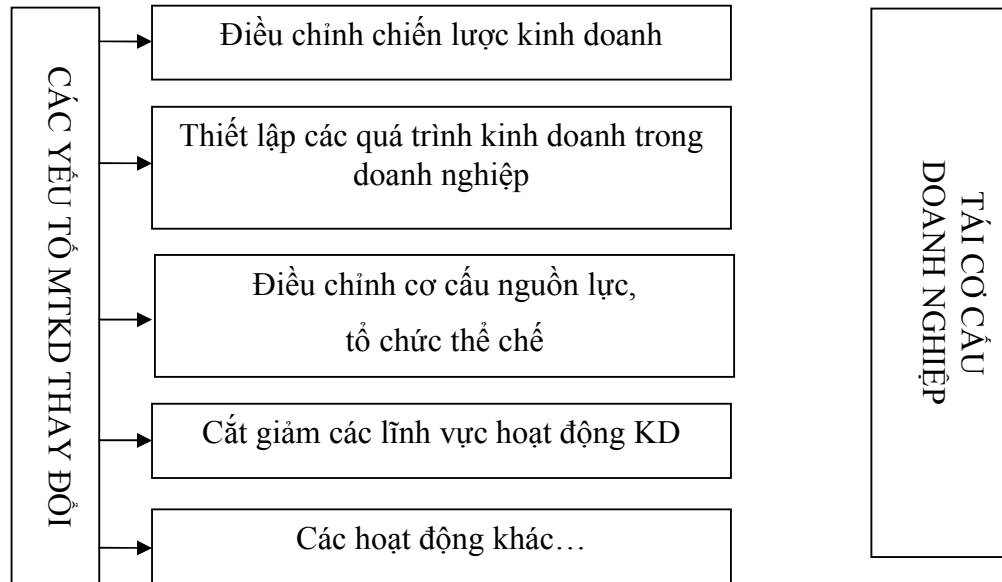 CÁC YẾU TỐ MTKD THAY ĐỔI
Điều chỉnh chiến lược kinh doanh
Thiết lập các quá trình kinh doanh trong
doanh nghiệp
Điều chỉnh cơ cấu nguồn lực,
tổ chức thể chế
Cắt giảm các lĩnh vực hoạt động KD
Các hoạt động khác…
TÁI CƠ CẤU
DOANH NGHIỆP